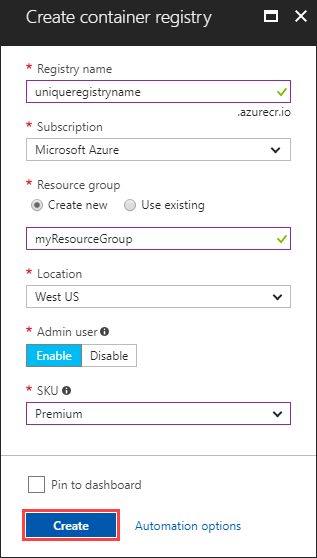 Create container registry
* Registry name
uniqueregistryname
.azurecr.io
* Subscription
Microsoft Azure
* Resource group
Create new Use existing
myResourceGroup
* Location
West US
* Admin user
Enable Disable
* SKU
Premium
Pin to dashboard
Create Automation options